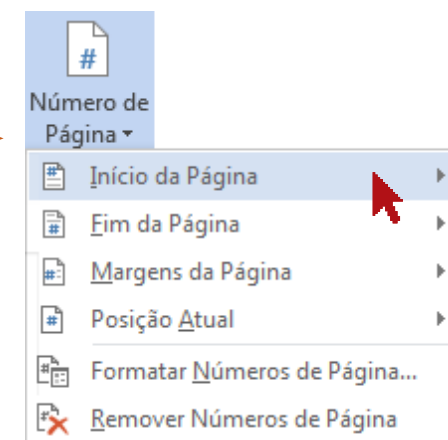 #
Número de
Página
Início da Página
Fim da Página
Margens da Página
Posição Atual
Formatar Números de Página...
Remover Números de Página